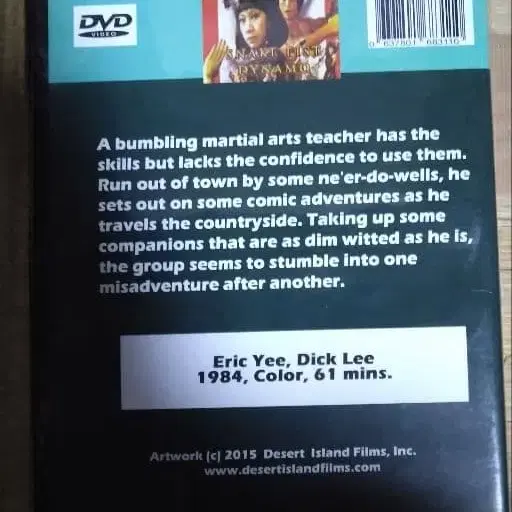 DVD
VIDEO
SNAKE FIST
DYNAMO
0 637801 683110
A bumbling martial arts teacher has the
skills but lacks the confidence to use them.
Run out of town by some ne'er-do-wells, he
sets out on some comic adventures as he
travels the countryside. Taking up some
companions that are as dim witted as he is,
the group seems to stumble into one
misadventure after another.
Eric Yee, Dick Lee
1984, Color, 61 mins.
Artwork (c) 2015 Desert Island Films, Inc.
www.desertislandfilms.com